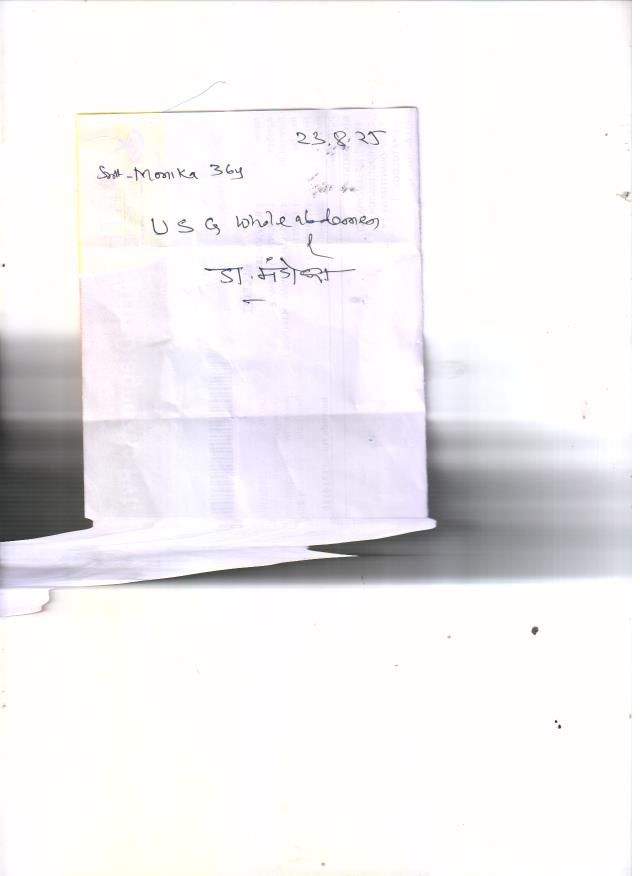 23.8.25
Smt-Monika 36y
USG whole abdomen
डा.